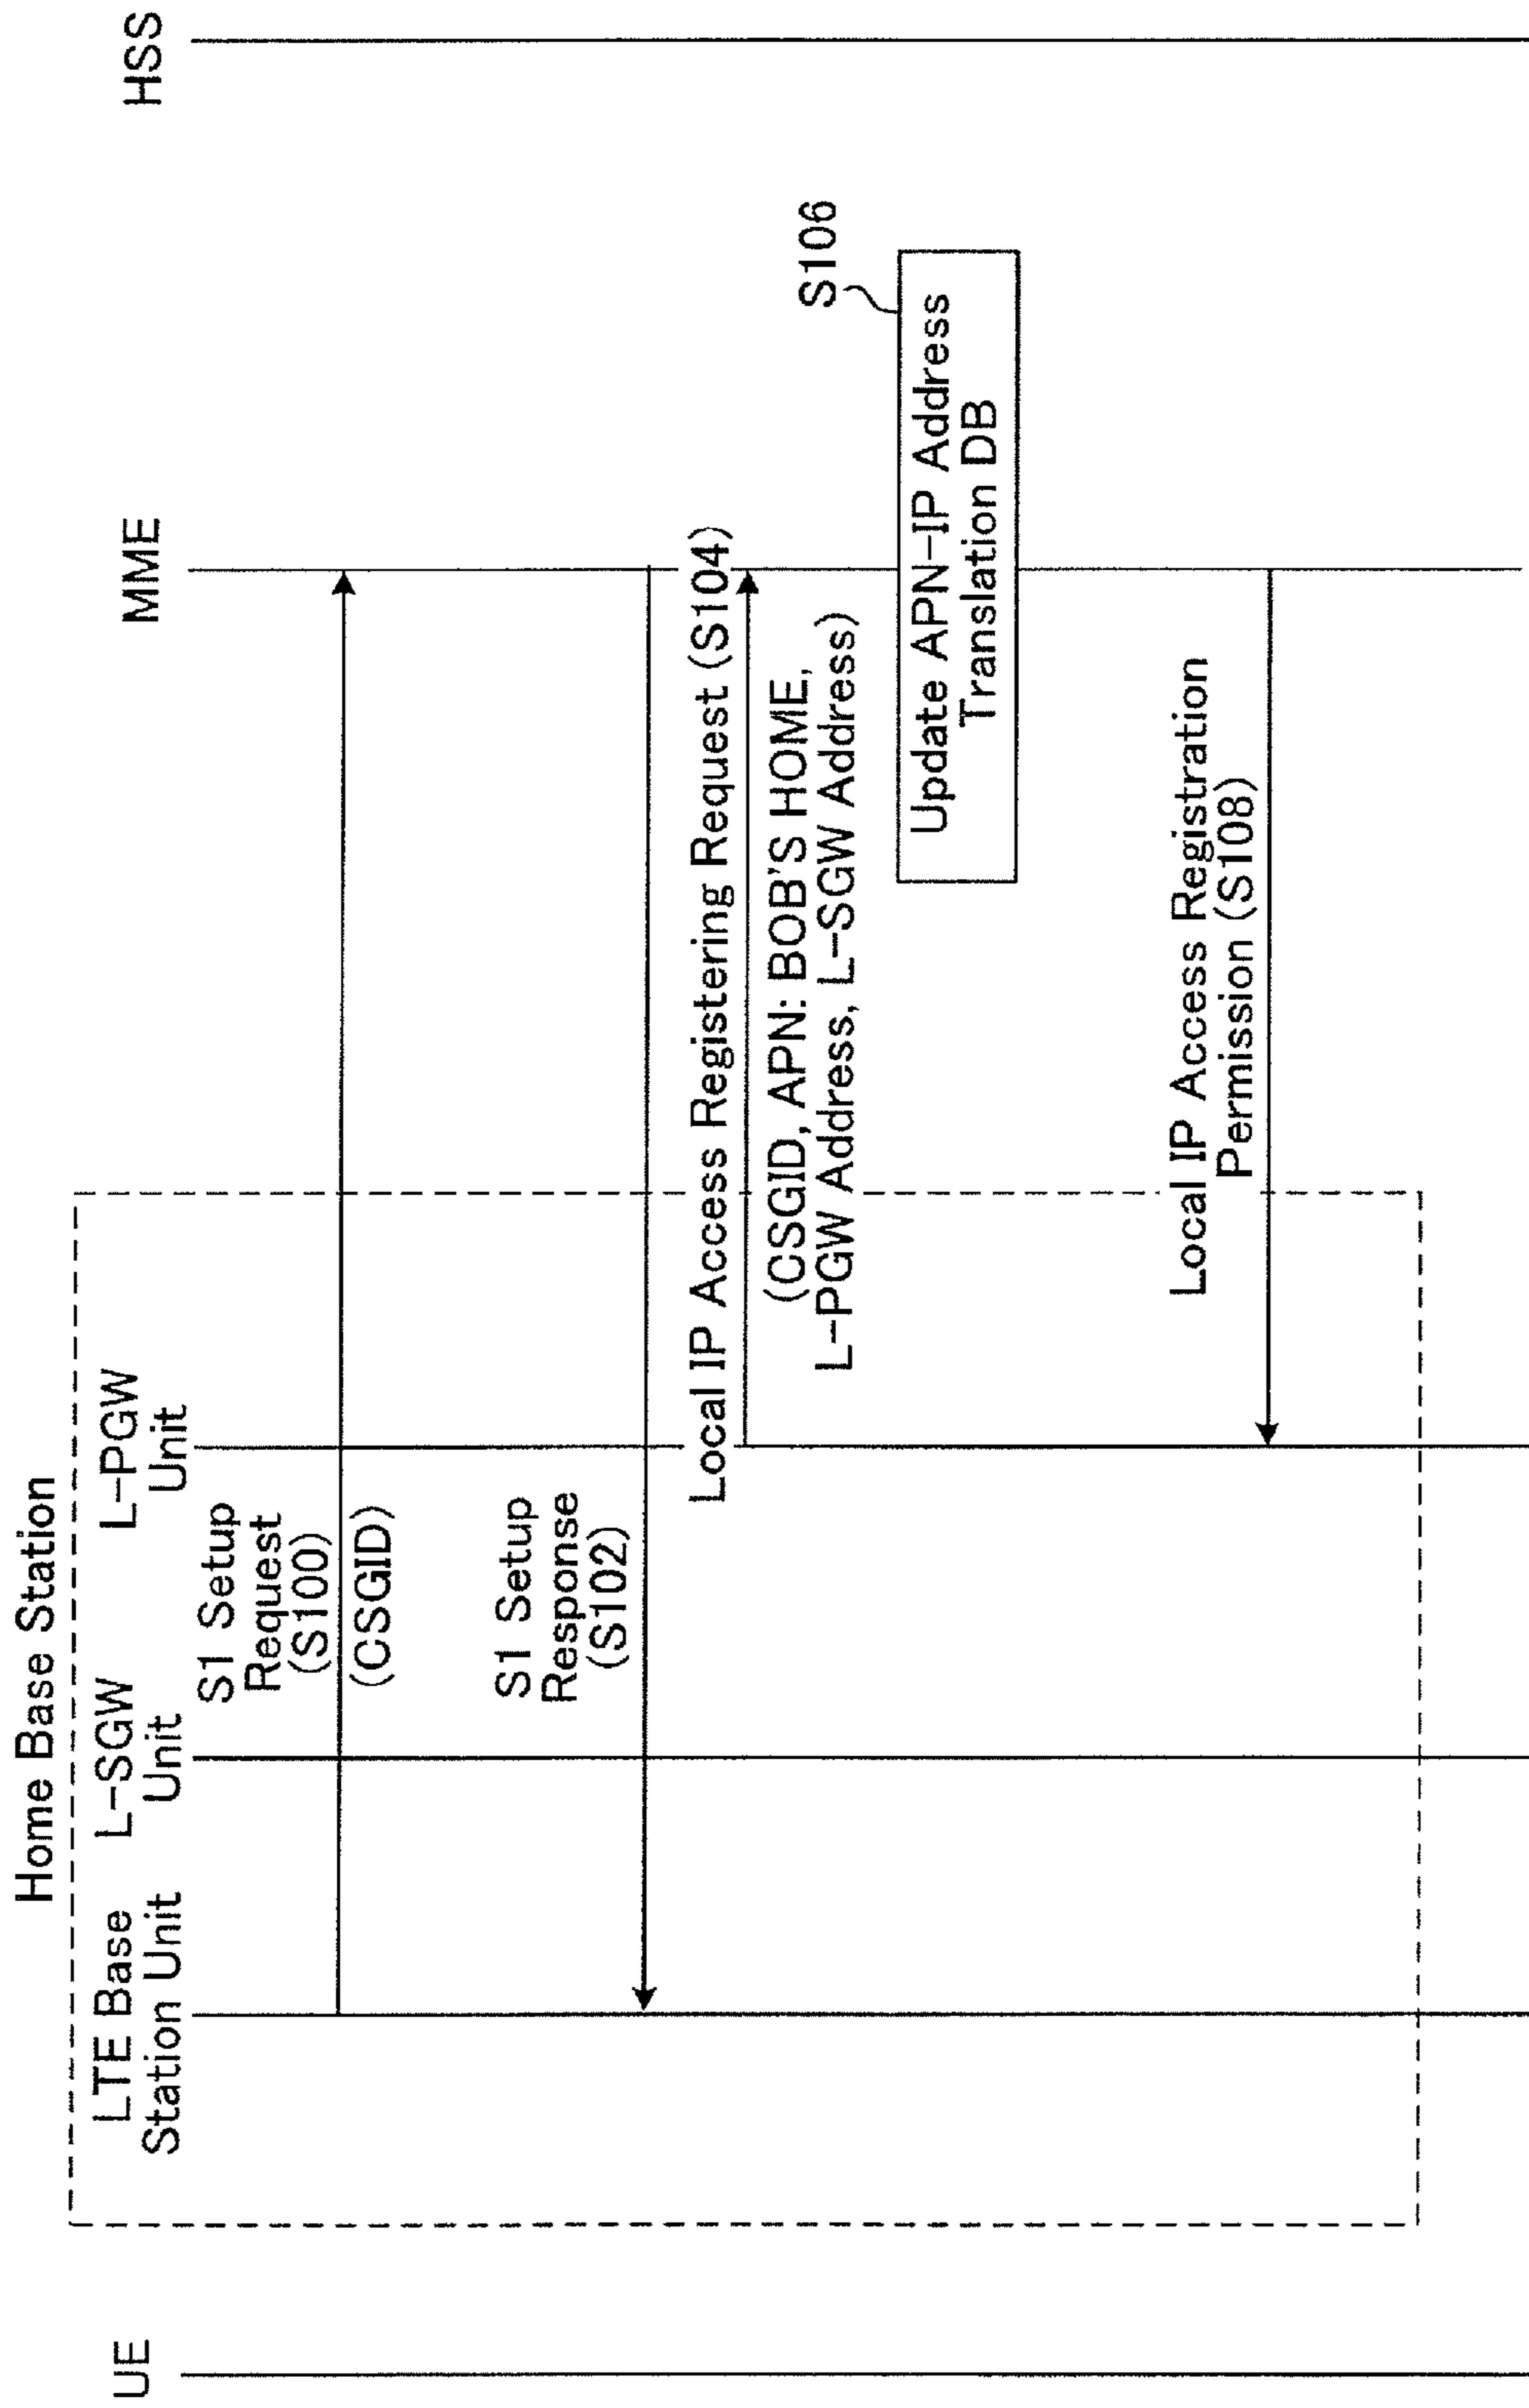 Home Base Station
UE
LTE Base
Station Unit
L-SGW
Unit
L-PGW
Unit
MME
HSS
S1 Setup
Request
(S100)
(CSGID)
S1 Setup
Response
(S102)
Local IP Access Registering Request (S104)
(CSGID, APN: BOB'S HOME,
L-PGW Address, L-SGW Address)
S106
Update APN-IP Address
Translation DB
Local IP Access Registration
Permission (S108)